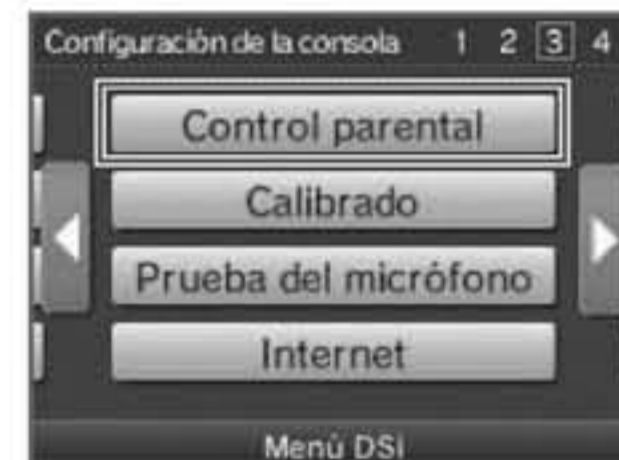 Configuración de la consola 1 2 3 4
Control parental
Calibrado
Prueba del micrófono
Internet
Menú DSi